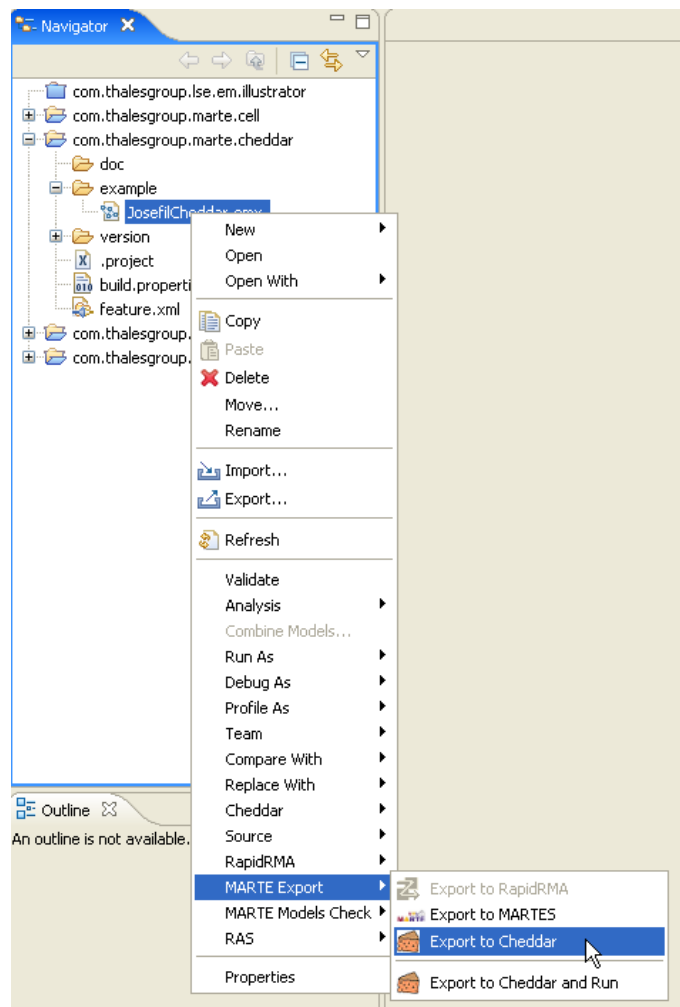 Navigator
com.thalesgroup.lse.em.illustrator
com.thalesgroup.marte.cell
com.thalesgroup.marte.cheddar
doc
example
JosefilCheddar.emx
version
.project
build.properti
feature.xml
com.thalesgroup.
com.thalesgroup.
New
Open
Open With
Copy
Paste
Delete
Move...
Rename
Import...
Export...
Refresh
Validate
Analysis
Combine Models...
Run As
Debug As
Profile As
Team
Compare With
Replace With
Cheddar
Source
RapidRMA
MARTE Export
MARTE Models Check
RAS
Properties
Outline
An outline is not available.
Export to RapidRMA
Export to MARTES
Export to Cheddar
Export to Cheddar and Run